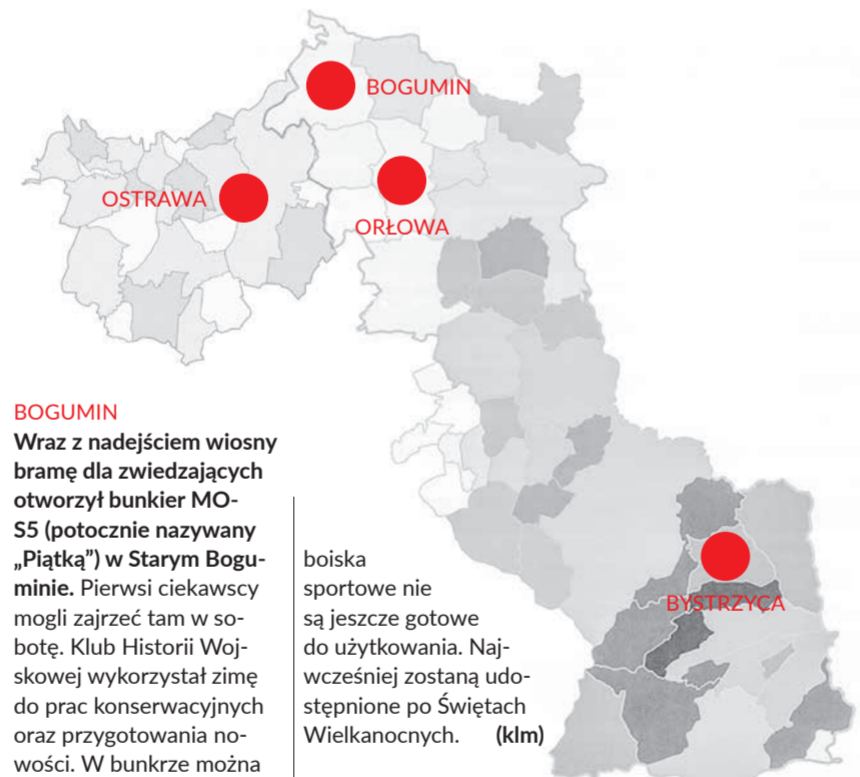 BOGUMIN
OSTRAWA
ORŁOWA
BYSTRZYCA
BOGUMIN
Wraz z nadejściem wiosny
bramę dla zwiedzających
otworzył bunkier MO-
S5 (potocznie nazywany
„Piątką”) w Starym Bogu-
minie. Pierwsi ciekawscy
mogli zajrzeć tam w so-
botę. Klub Historii Woj-
skowej wykorzystał zimę
do prac konserwacyjnych
oraz przygotowania no-
wości. W bunkrze można
boiska
sportowe nie
są jeszcze gotowe
do użytkowania. Naj-
wcześniej zostaną udo-
stępnione po Świętach
Wielkanocnych. (klm)